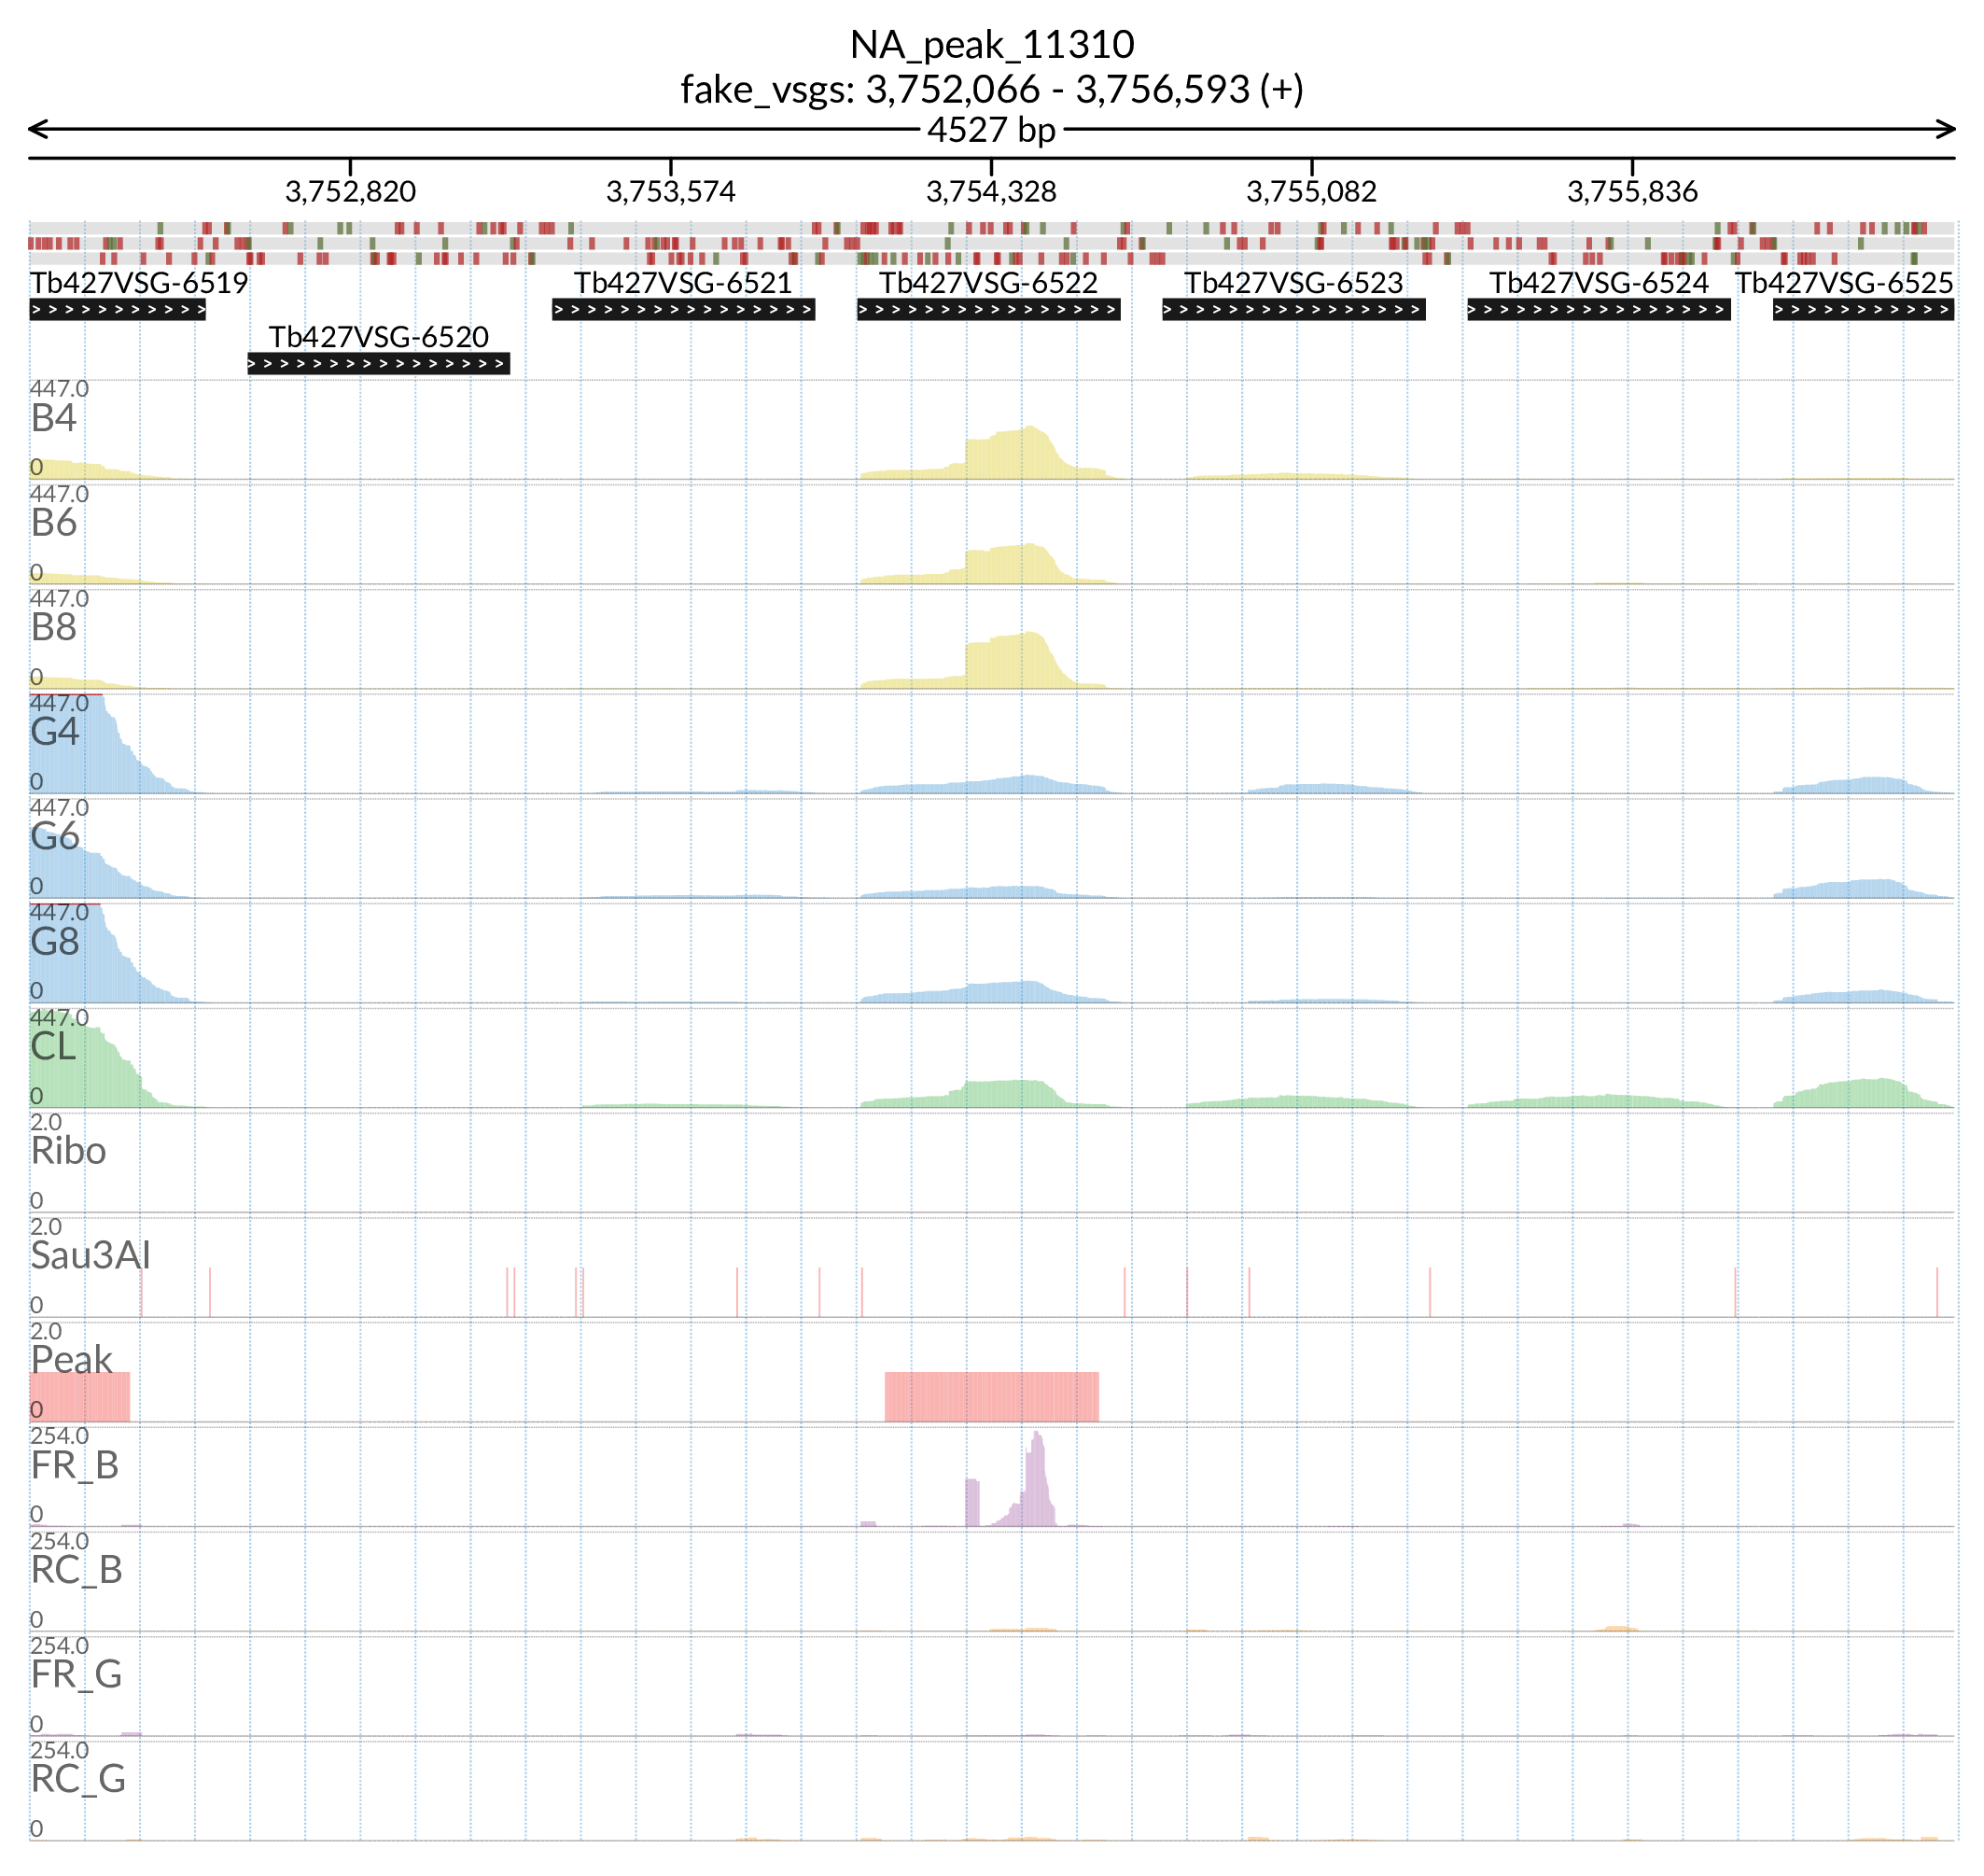 NA_peak_11310
fake_vsgs: 3,752,066 - 3,756,593 (+)
4527 bp
3,752,820 3,753,574 3,754,328 3,755,082 3,755,836
Tb427VSG-6519 Tb427VSG-6521 Tb427VSG-6522 Tb427VSG-6523 Tb427VSG-6524 Tb427VSG-6525
Tb427VSG-6520
447.0
B4
0
447.0
B6
0
447.0
B8
0
447.0
G4
0
447.0
G6
0
447.0
G8
0
447.0
CL
0
2.0
Ribo
0
2.0
Sau3AI
0
2.0
Peak
0
254.0
FR_B
0
254.0
RC_B
0
254.0
FR_G
0
254.0
RC_G
0